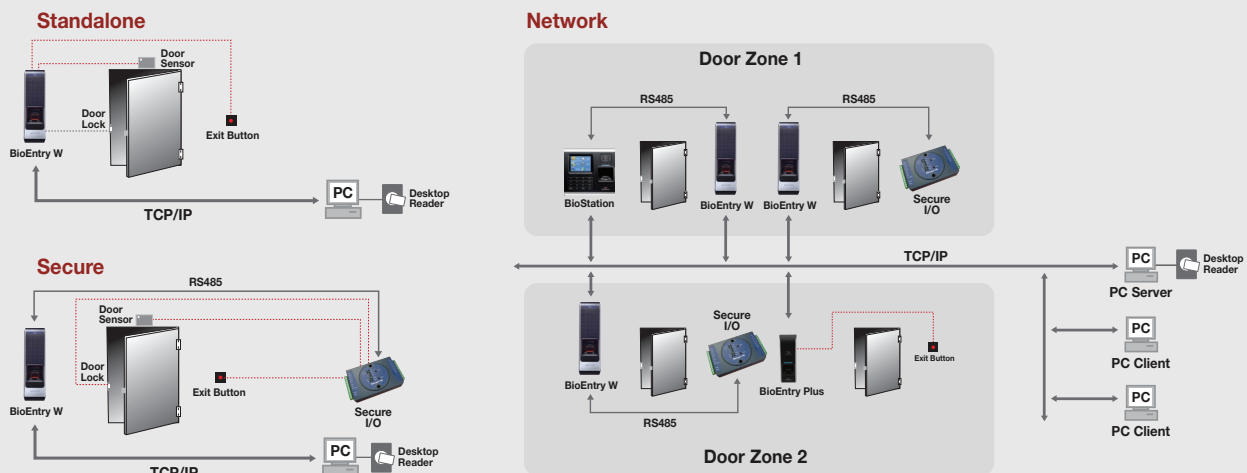 Standalone
Door
Sensor
Door
Lock
Exit Button
BioEntry W
PC
Desktop
Reader
TCP/IP
Secure
RS485
Door
Sensor
Door
Lock
Exit Button
BioEntry W
Secure
I/O
PC
Desktop
Reader
TCP/IP
Network
Door Zone 1
RS485
RS485
BioStation
BioEntry W
BioEntry W
Secure
I/O
TCP/IP
PC
Desktop
Reader
PC Server
PC
PC Client
PC
PC Client
Secure
I/O
BioEntry W
BioEntry Plus
Exit Button
RS485
Door Zone 2